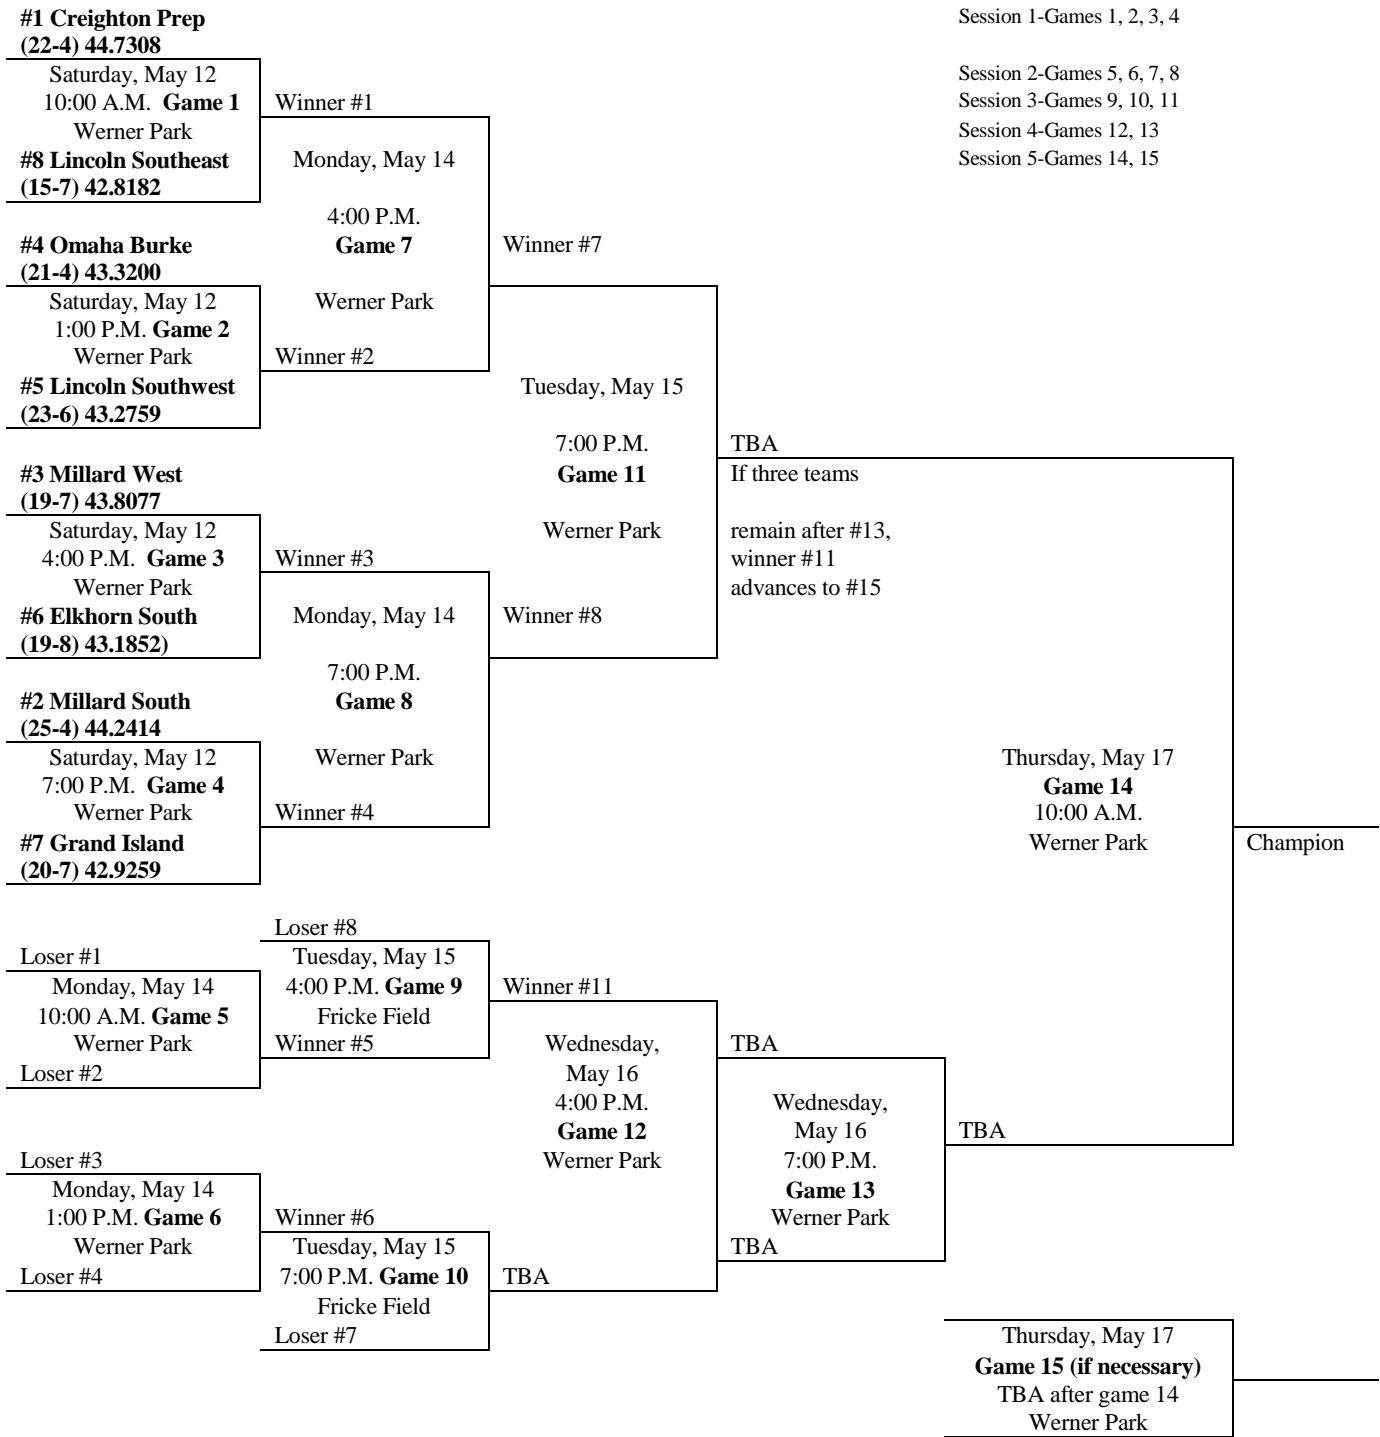 #1 Creighton Prep
(22-4) 44.7308
Saturday, May 12
10:00 A.M. Game 1
Werner Park
#8 Lincoln Southeast
(15-7) 42.8182
#4 Omaha Burke
(21-4) 43.3200
Saturday, May 12
1:00 P.M. Game 2
Werner Park
#5 Lincoln Southwest
(23-6) 43.2759
#3 Millard West
(19-7) 43.8077
Saturday, May 12
4:00 P.M. Game 3
Werner Park
#6 Elkhorn South
(19-8) 43.1852)
#2 Millard South
(25-4) 44.2414
Saturday, May 12
7:00 P.M. Game 4
Werner Park
#7 Grand Island
(20-7) 42.9259
Winner #1
Monday, May 14
4:00 P.M.
Game 7
Werner Park
Winner #2
Winner #3
Monday, May 14
7:00 P.M.
Game 8
Werner Park
Winner #4
Winner #7
Tuesday, May 15
7:00 P.M.
Game 11
Werner Park
Winner #8
TBA
If three teams
remain after #13,
winner #11
advances to #15
Session 1-Games 1, 2, 3, 4
Session 2-Games 5, 6, 7, 8
Session 3-Games 9, 10, 11
Session 4-Games 12, 13
Session 5-Games 14, 15
Thursday, May 17
Game 14
10:00 A.M.
Werner Park
Champion
Loser #1
Monday, May 14
10:00 A.M. Game 5
Werner Park
Loser #2
Loser #3
Monday, May 14
1:00 P.M. Game 6
Werner Park
Loser #4
Loser #8
Tuesday, May 15
4:00 P.M. Game 9
Fricke Field
Winner #5
Winner #6
Tuesday, May 15
7:00 P.M. Game 10
Fricke Field
Loser #7
Winner #11
Wednesday,
May 16
4:00 P.M.
Game 12
Werner Park
TBA
TBA
Wednesday,
May 16
7:00 P.M.
Game 13
Werner Park
TBA
TBA
Thursday, May 17
Game 15 (if necessary)
TBA after game 14
Werner Park